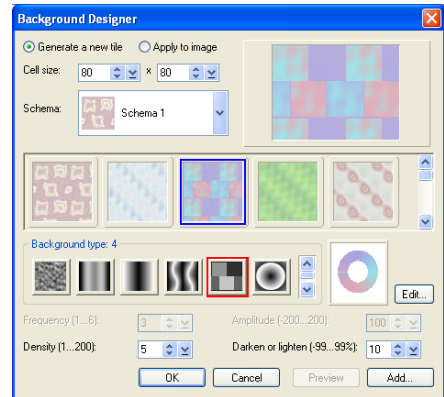 Background Designer
Generate a new tile Apply to image
Cell size: 80 x 80
Schema: Schema 1
Background type: 4
Edit...
Frequency (1...6): 3 Amplitude (-200...200): 100
Density (1...200): 5 Darken or lighten (-99...99%): 10
OK Cancel Preview Add...